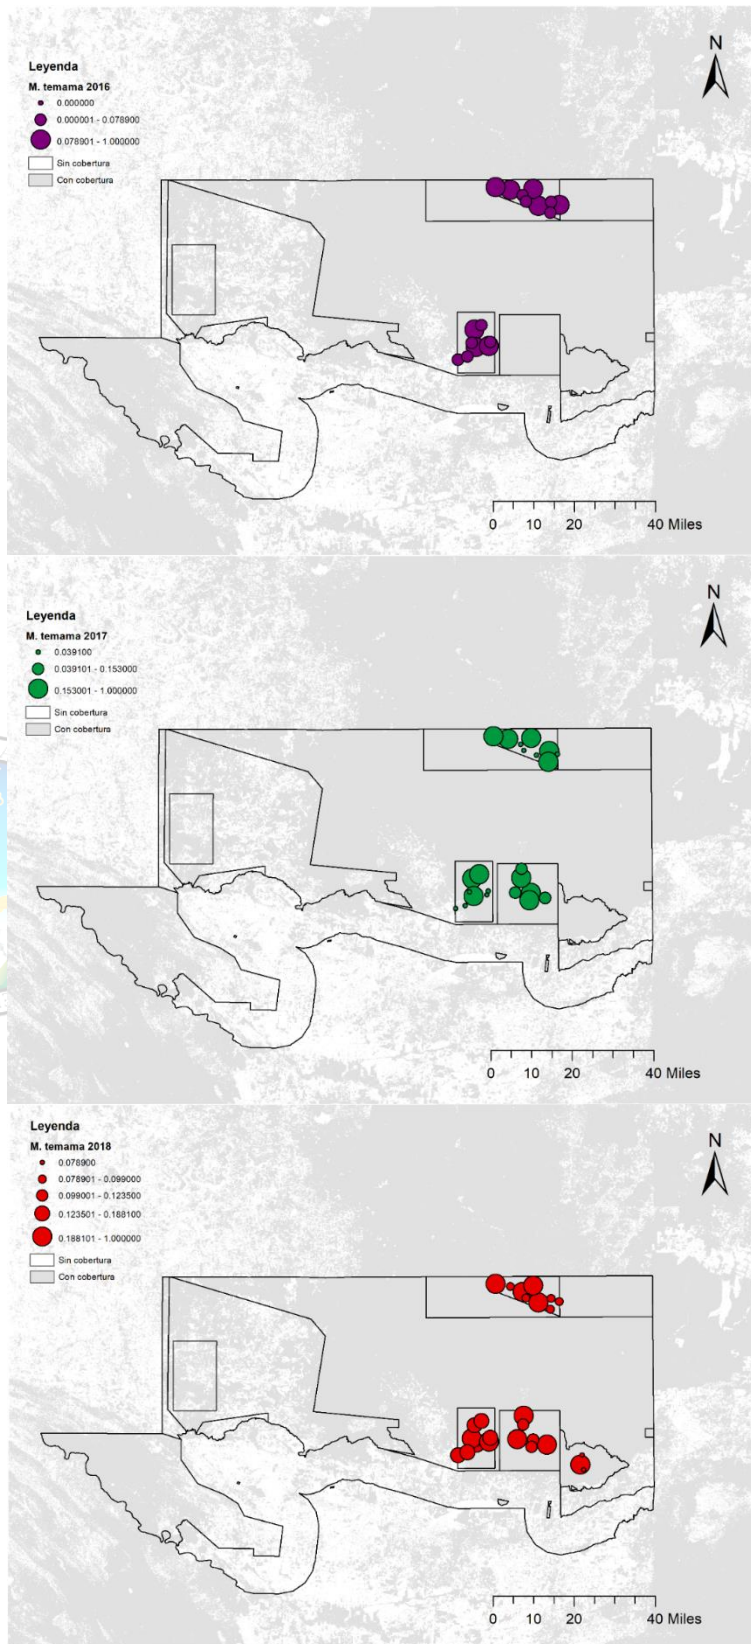 N
Leyenda
M. temama 2016
0.000000
0.000001 - 0.078900
0.078901 - 1.000000
Sin cobertura
Con cobertura
0 10 20 40 Miles
N
Leyenda
M. temama 2017
0.039100
0.039101 - 0.153000
0.153001 - 1.000000
Sin cobertura
Con cobertura
0 10 20 40 Miles
N
Leyenda
M. temama 2018
0.078900
0.078901 - 0.099000
0.099001 - 0.123500
0.123501 - 0.188100
0.188101 - 1.000000
Sin cobertura
Con cobertura
0 10 20 40 Miles